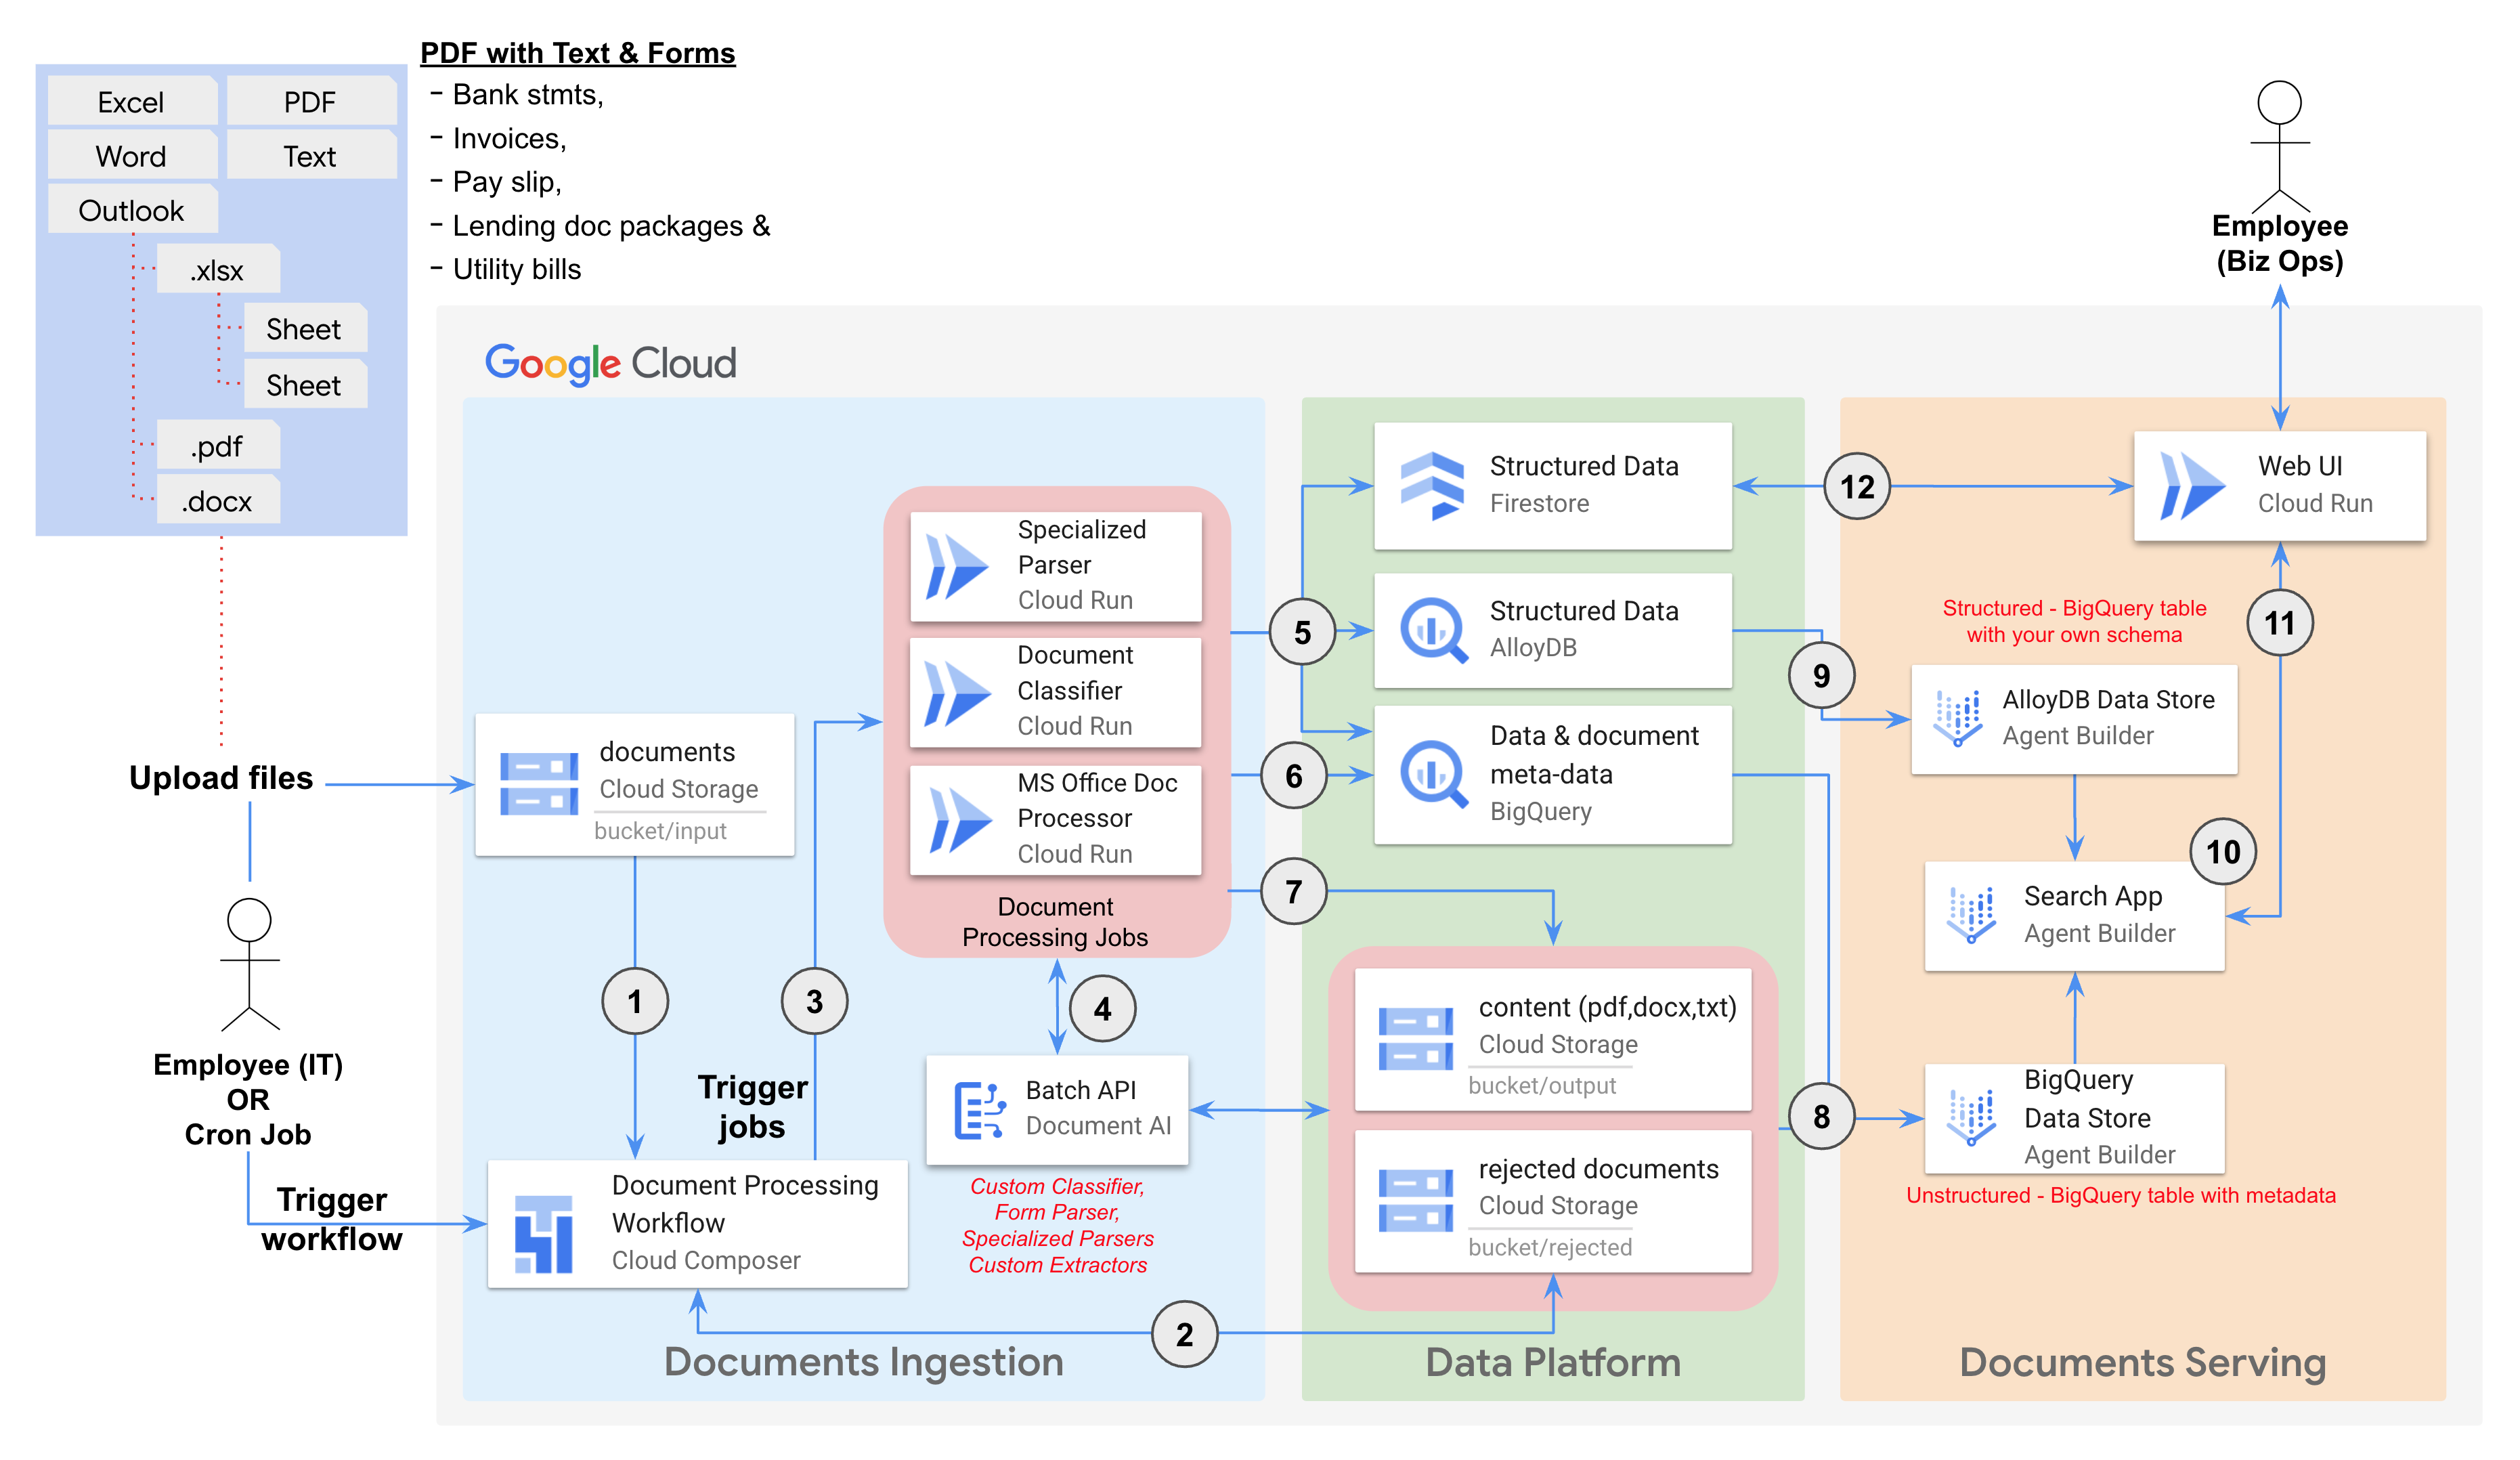 PDF with Text & Forms
- Bank stmts,
- Invoices,
- Pay slip,
- Lending doc packages &
- Utility bills
Excel
PDF
Word
Text
Outlook
.xlsx
Sheet
Sheet
.pdf
.docx
Upload files
Employee (IT)
OR
Cron Job
Trigger
workflow
Employee
(Biz Ops)
Google Cloud
documents
Cloud Storage
bucket/input
1
3
Trigger
jobs
Document Processing
Workflow
Cloud Composer
Specialized
Parser
Cloud Run
Document
Classifier
Cloud Run
MS Office Doc
Processor
Cloud Run
Document
Processing Jobs
4
Batch API
Document AI
Custom Classifier,
Form Parser,
Specialized Parsers
Custom Extractors
2
Documents Ingestion
5
6
7
Structured Data
Firestore
Structured Data
AlloyDB
Data & document
meta-data
BigQuery
content (pdf,docx,txt)
Cloud Storage
bucket/output
rejected documents
Cloud Storage
bucket/rejected
Data Platform
12
9
8
Web UI
Cloud Run
11
Structured - BigQuery table
with your own schema
AlloyDB Data Store
Agent Builder
10
Search App
Agent Builder
BigQuery
Data Store
Agent Builder
Unstructured - BigQuery table with metadata
Documents Serving